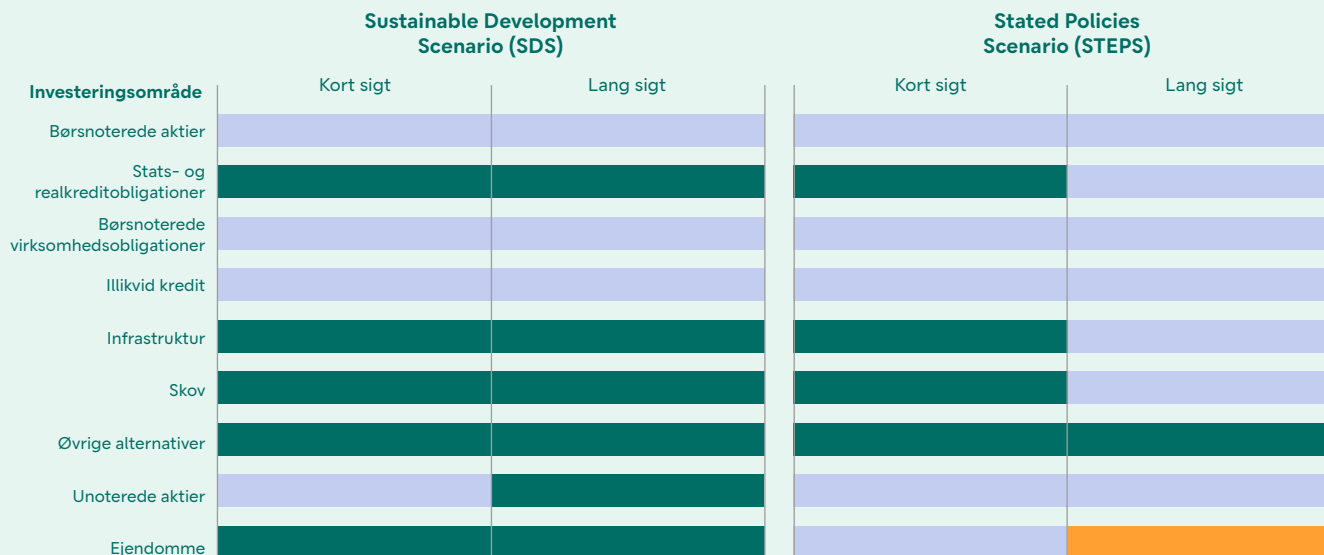 Sustainable Development
Scenario (SDS)
Stated Policies
Scenario (STEPS)
Investeringsområde
Kort sigt
Lang sigt
Kort sigt
Lang sigt
Børsnoterede aktier
Stats- og
realkreditobligationer
Børsnoterede
virksomhedsobligationer
Illikvid kredit
Infrastruktur
Skov
Øvrige alternativer
Unoterede aktier
Ejendomme